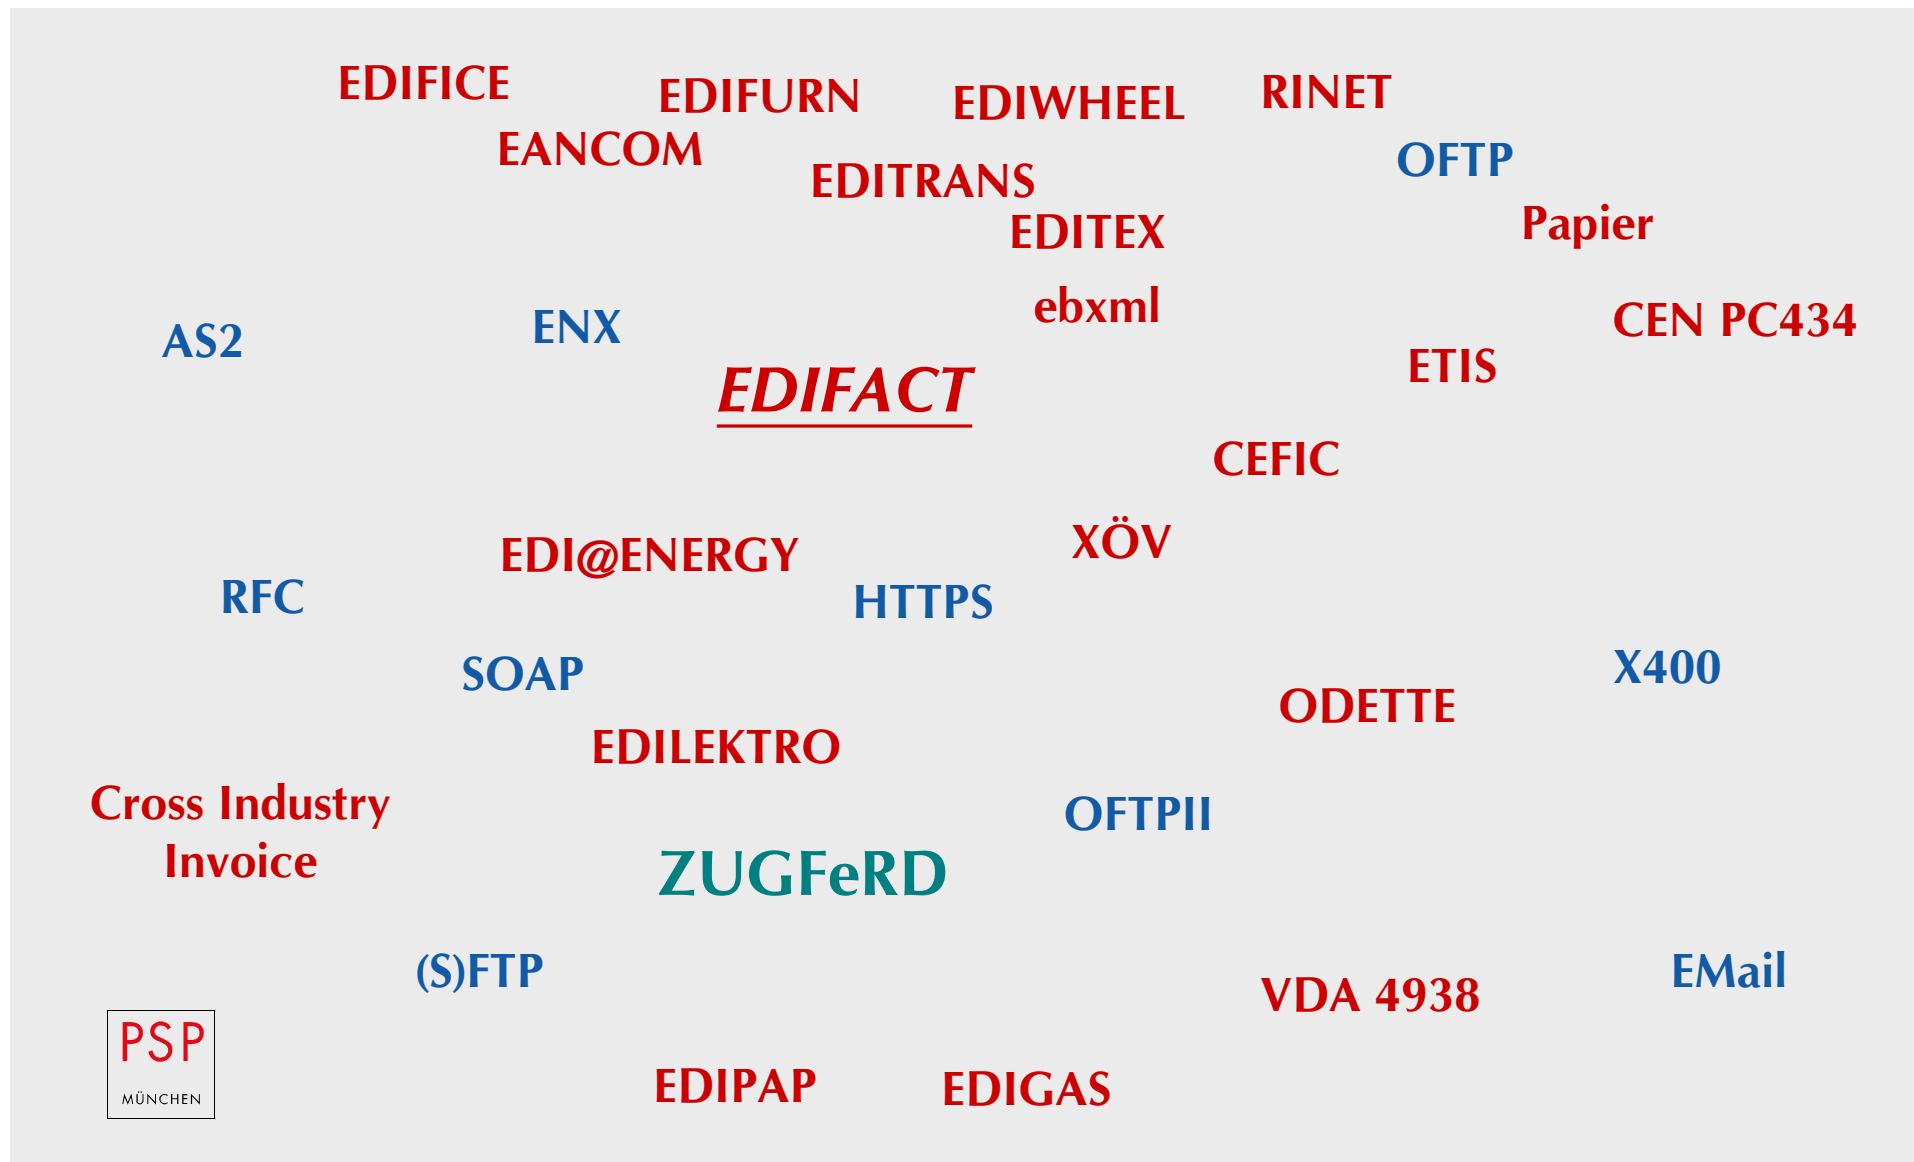 EDIFICE
EDIFURN
EDIWHEEL
RINET
EANCOM
OFTP
EDITRANS
EDITEX
Papier
ebxml
CEN PC434
AS2
ENX
ETIS
EDIFACT
CEFIC
XÖV
EDI@ENERGY
RFC
HTTPS
SOAP
X400
ODETTE
EDILEKTRO
Cross Industry
Invoice
OFTPII
ZUGFeRD
(S)FTP
EMail
VDA 4938
PSP
MÜNCHEN
EDIPAP
EDIGAS